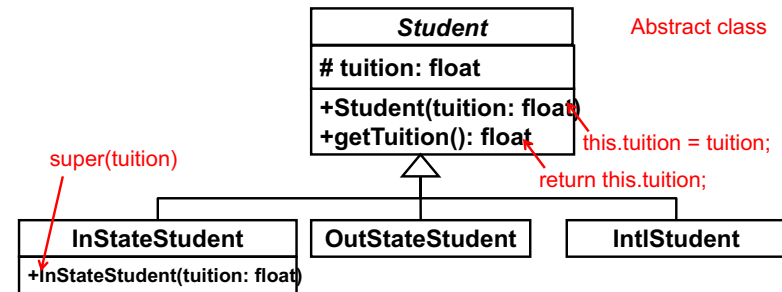 Student
Abstract class
# tuition: float
+Student(tuition: float)
+getTuition(): float
this.tuition = tuition;
super(tuition)
return this.tuition;
InStateStudent
OutStateStudent
IntlStudent
+InStateStudent(tuition: float)